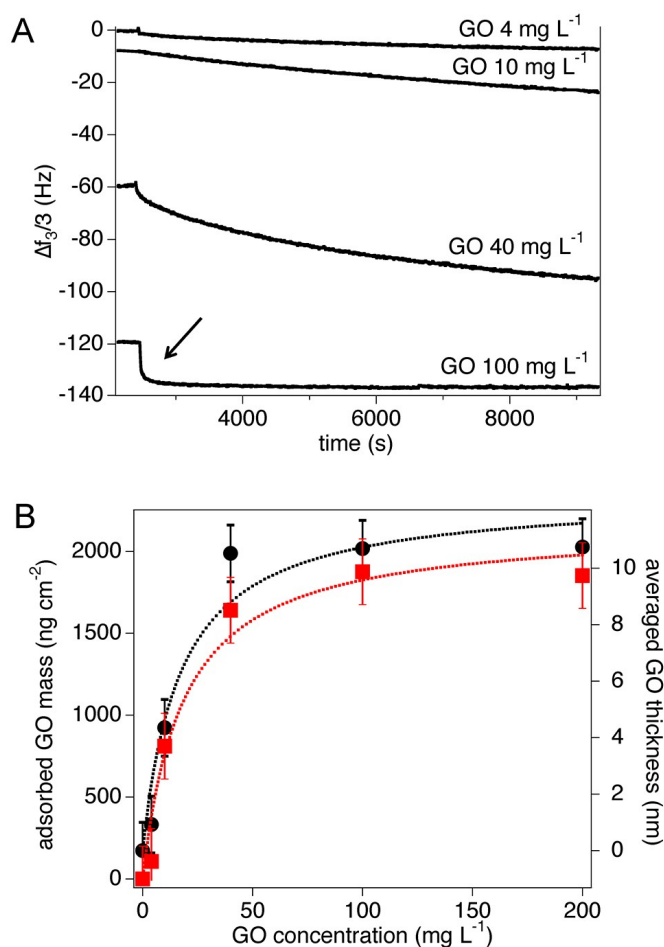 A
0
-20
-40
-60
-80
-100
-120
-140
Δf₃/3 (Hz)
GO 4 mg L⁻¹
GO 10 mg L⁻¹
GO 40 mg L⁻¹
GO 100 mg L⁻¹
4000 6000 8000
time (s)
B
2000
1500
1000
500
0
adsorbed GO mass (ng cm⁻²)
10
8
6
4
2
0
averaged GO thickness (nm)
0 50 100 150 200
GO concentration (mg L⁻¹)